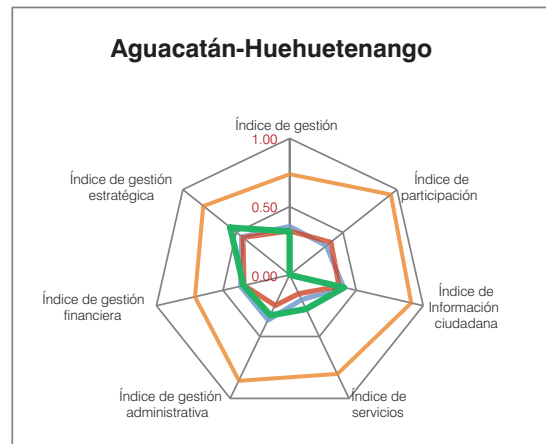 Aguacatán-Huehuetenango
Índice de gestión
1.00
Índice de gestión
estratégica
Índice de
participación
0.50
0.00
Índice de gestión
financiera
Índice de
Información
ciudadana
Índice de gestión
administrativa
Índice de
servicios